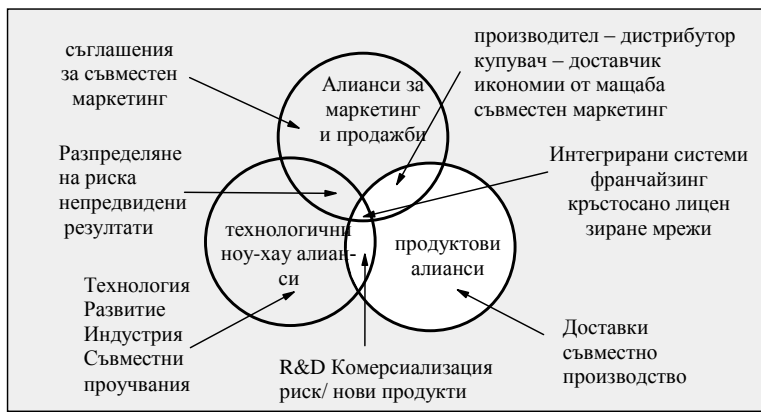 съглашения
за съвместен
маркетинг
производител – дистрибутор
купувач – доставчик
икономии от мащаба
съвместен маркетинг
Алианси за
маркетинг
и продажби
Разпределяне
на риска
непредвидени
резултати
Интегрирани системи
франчайзинг
кръстосано лицен
зиране мрежи
технологични
ноу-хау алиан-
си
продуктови
алианси
Технология
Развитие
Индустрия
Съвместни
проучвания
R&D Комерсиализация
риск/ нови продукти
Доставки
съвместно
производство